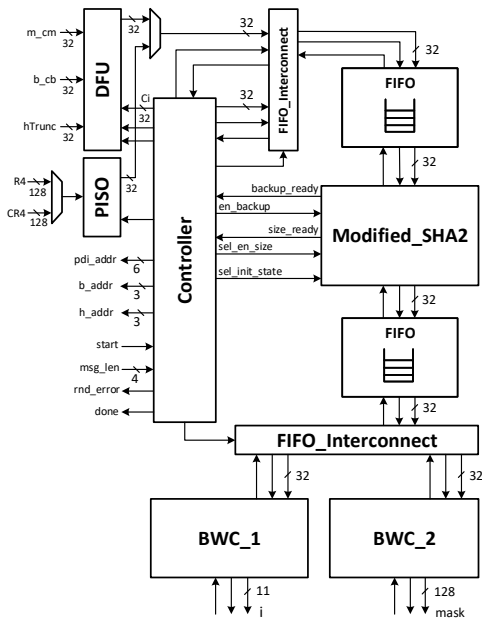 m_cm
32
b_cb
32
hTrunc
32
DFU
32
32
Ci
32
32
FIFO_Interconnect
32
FIFO
32
R4
128
CR4
128
PISO
32
Controller
backup_ready
en_backup
size_ready
sel_en_size
sel_init_state
Modified_SHA2
32
pdi_addr
6
b_addr
3
h_addr
3
start
msg_len
4
rnd_error
done
FIFO
32
FIFO_Interconnect
32
32
BWC_1
BWC_2
11
i
128
mask